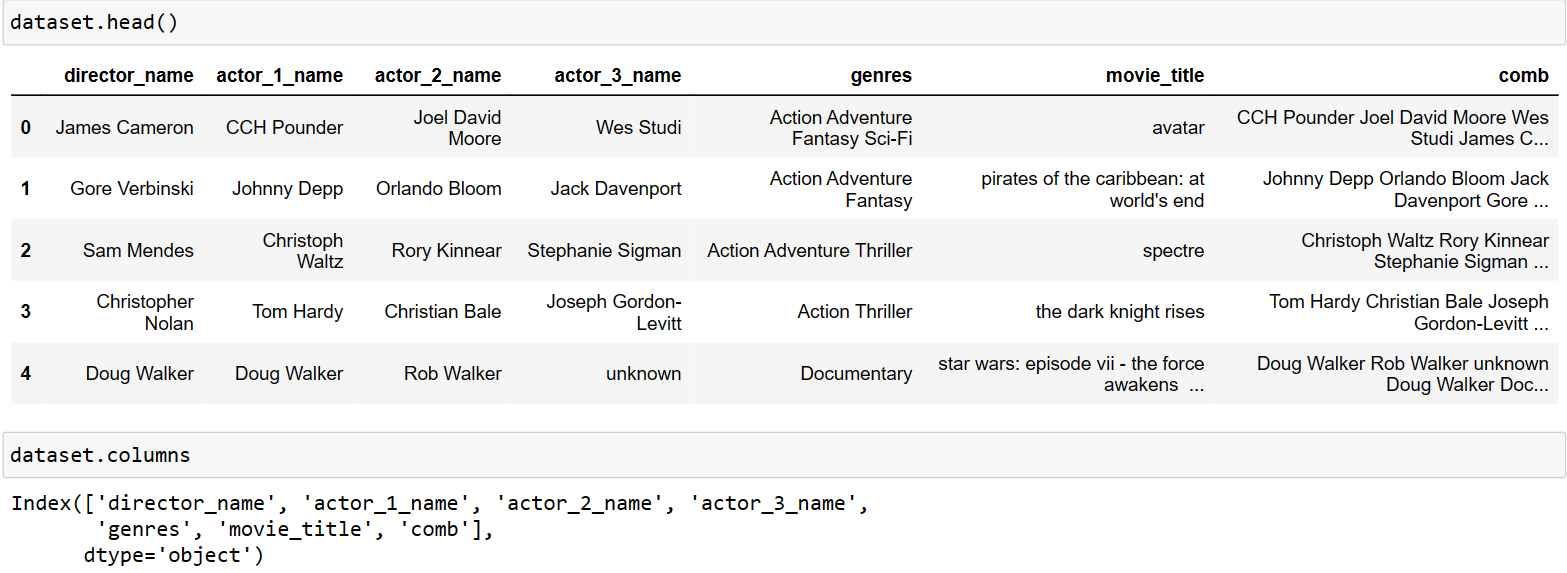 dataset.head()
director_name actor_1_name actor_2_name actor_3_name genres movie_title comb
0 James Cameron CCH Pounder Joel David Moore Wes Studi Action Adventure Fantasy Sci-Fi avatar CCH Pounder Joel David Moore Wes Studi James C...
1 Gore Verbinski Johnny Depp Orlando Bloom Jack Davenport Action Adventure Fantasy pirates of the caribbean: at world's end Johnny Depp Orlando Bloom Jack Davenport Gore ...
2 Sam Mendes Christoph Waltz Rory Kinnear Stephanie Sigman Action Adventure Thriller spectre Christoph Waltz Rory Kinnear Stephanie Sigman ...
3 Christopher Nolan Tom Hardy Christian Bale Joseph Gordon-Levitt Action Thriller the dark knight rises Tom Hardy Christian Bale Joseph Gordon-Levitt ...
4 Doug Walker Doug Walker Rob Walker unknown Documentary star wars: episode vii - the force awakens ... Doug Walker Rob Walker unknown Doug Walker Doc...
dataset.columns
Index(['director_name', 'actor_1_name', 'actor_2_name', 'actor_3_name',
'genres', 'movie_title', 'comb'],
dtype='object')